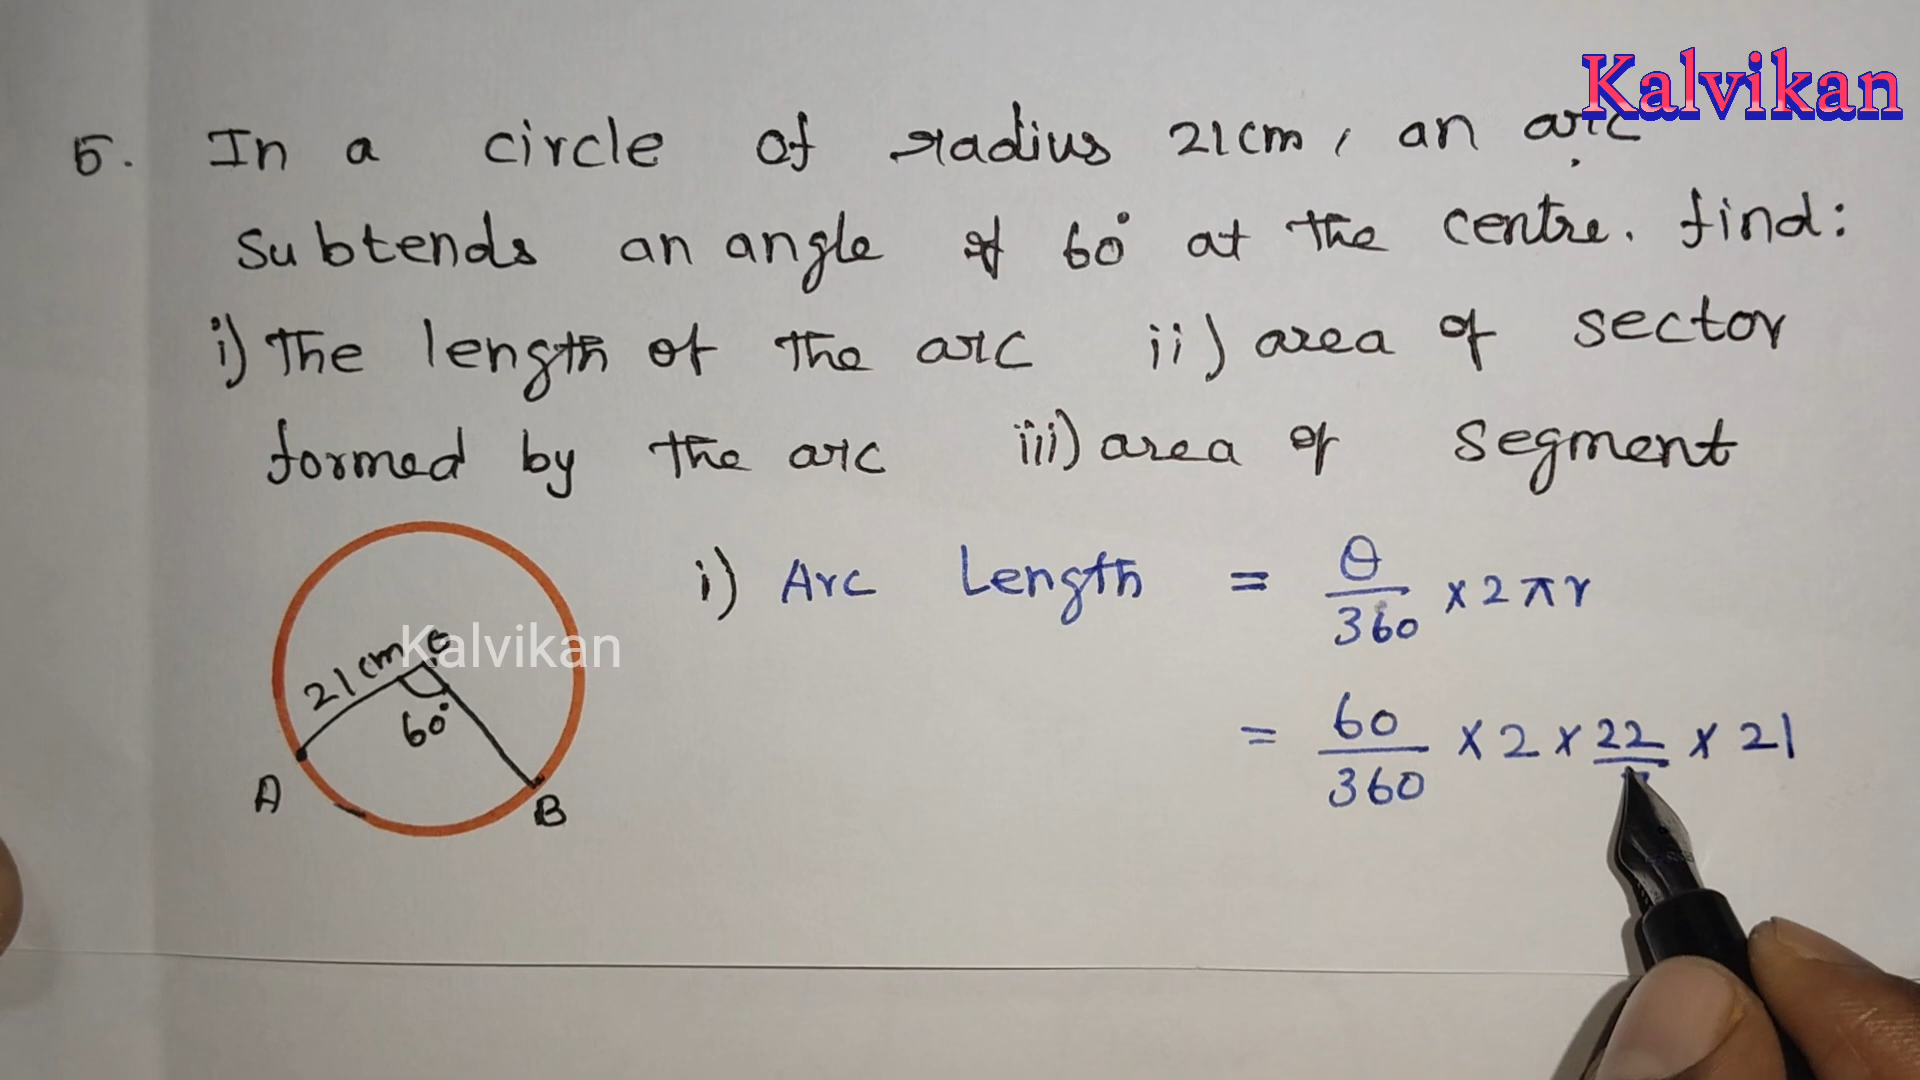 Kalvikan
5. In a circle of radius 21cm, an arc
subtends an angle of 60° at the centre. find:
i) The length of the arc ii) area of sector
formed by the arc iii) area of segment
i) Arc Length = θ/360 × 2πr
= 60/360 × 2 × 22/7 × 21
Kalvikan
21cm
60°
A
B